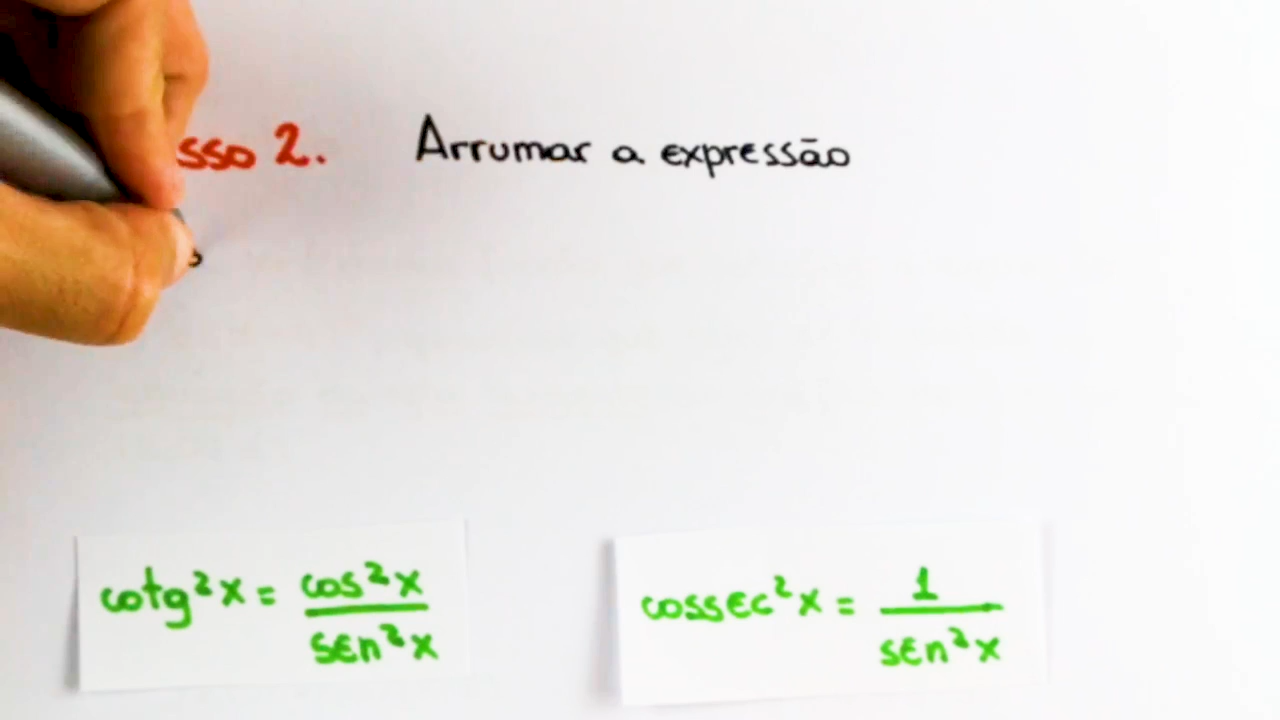 sso 2. Arrumar a expressão
cotg²x = cos²x / sen²x
cossec²x = 1 / sen²x